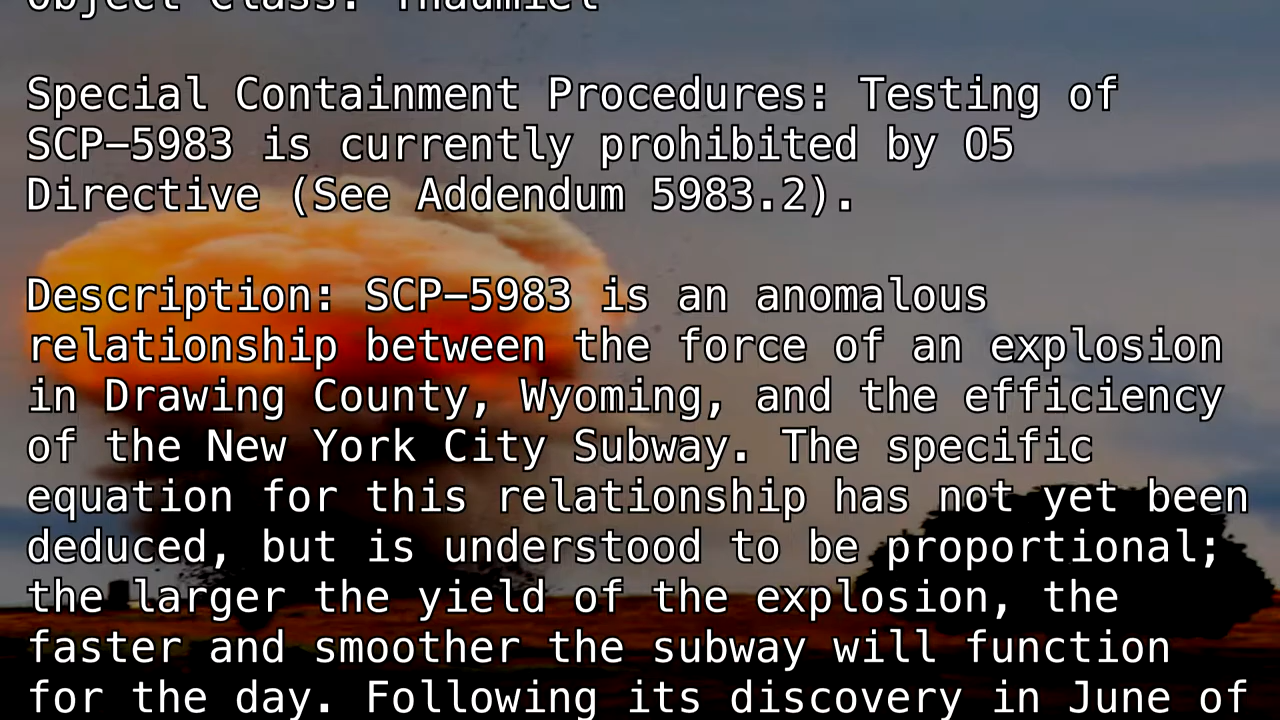 Object Class: Thaumiel
Special Containment Procedures: Testing of
SCP–5983 is currently prohibited by O5
Directive (See Addendum 5983.2).
Description: SCP–5983 is an anomalous
relationship between the force of an explosion
in Drawing County, Wyoming, and the efficiency
of the New York City Subway. The specific
equation for this relationship has not yet been
deduced, but is understood to be proportional;
the larger the yield of the explosion, the
faster and smoother the subway will function
for the day. Following its discovery in June of